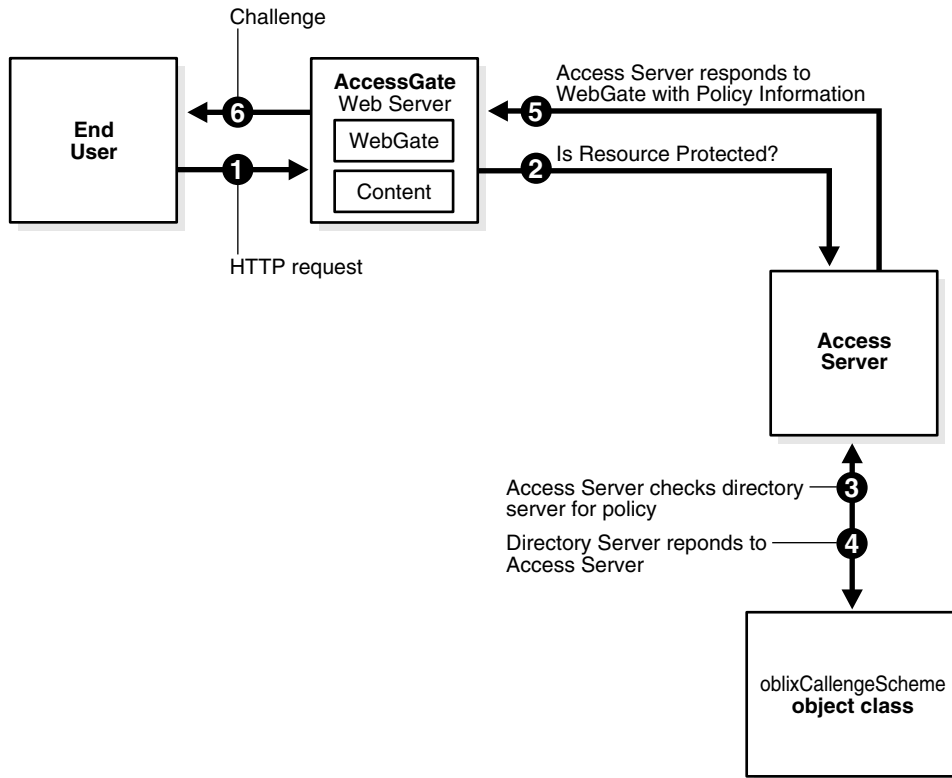 Challenge
End
User
6
1
HTTP request
AccessGate
Web Server
WebGate
Content
Access Server responds to
WebGate with Policy Information
5
Is Resource Protected?
2
Access
Server
Access Server checks directory
server for policy
3
Directory Server reponds to
Access Server
4
oblixCallengeScheme
object class